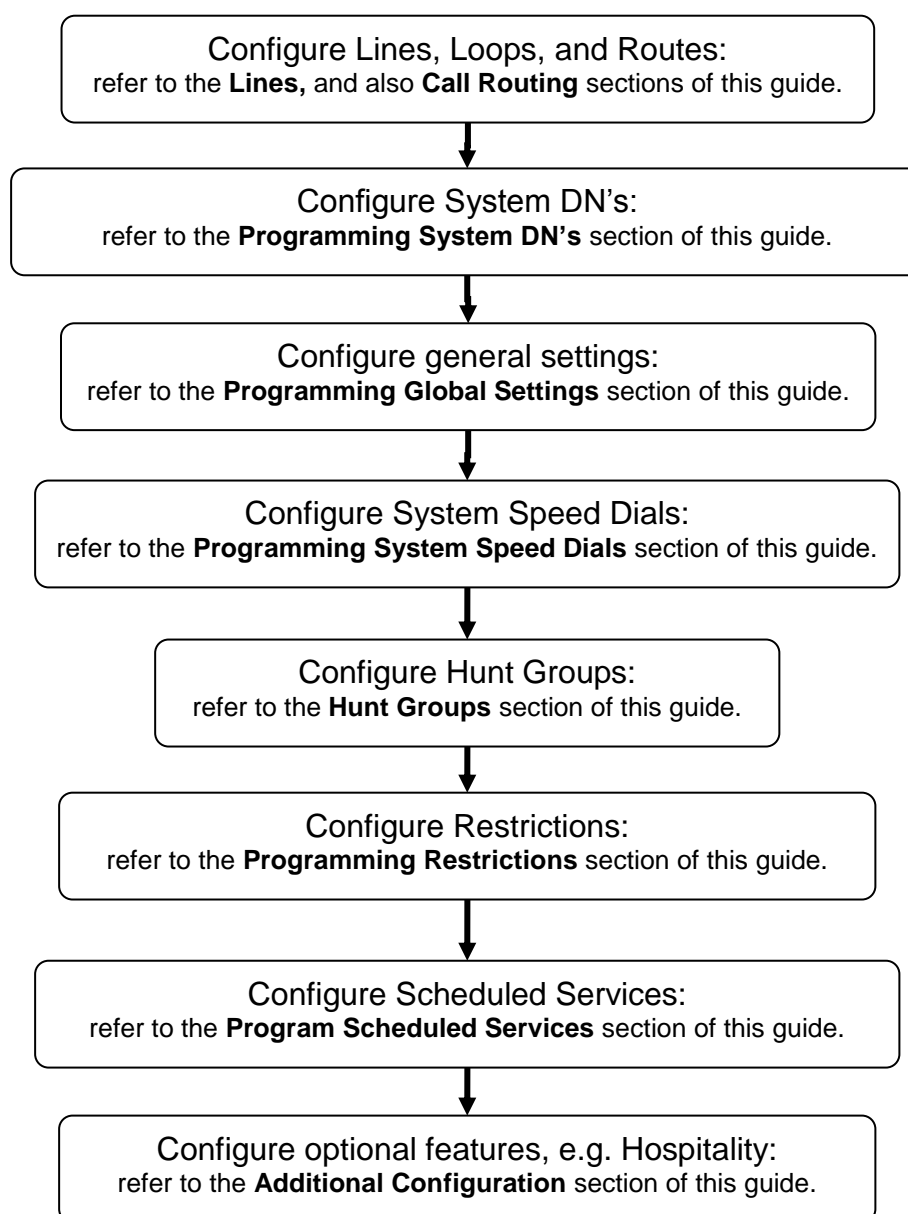 Configure Lines, Loops, and Routes:
refer to the Lines, and also Call Routing sections of this guide.
Configure System DN’s:
refer to the Programming System DN’s section of this guide.
Configure general settings:
refer to the Programming Global Settings section of this guide.
Configure System Speed Dials:
refer to the Programming System Speed Dials section of this guide.
Configure Hunt Groups:
refer to the Hunt Groups section of this guide.
Configure Restrictions:
refer to the Programming Restrictions section of this guide.
Configure Scheduled Services:
refer to the Program Scheduled Services section of this guide.
Configure optional features, e.g. Hospitality:
refer to the Additional Configuration section of this guide.